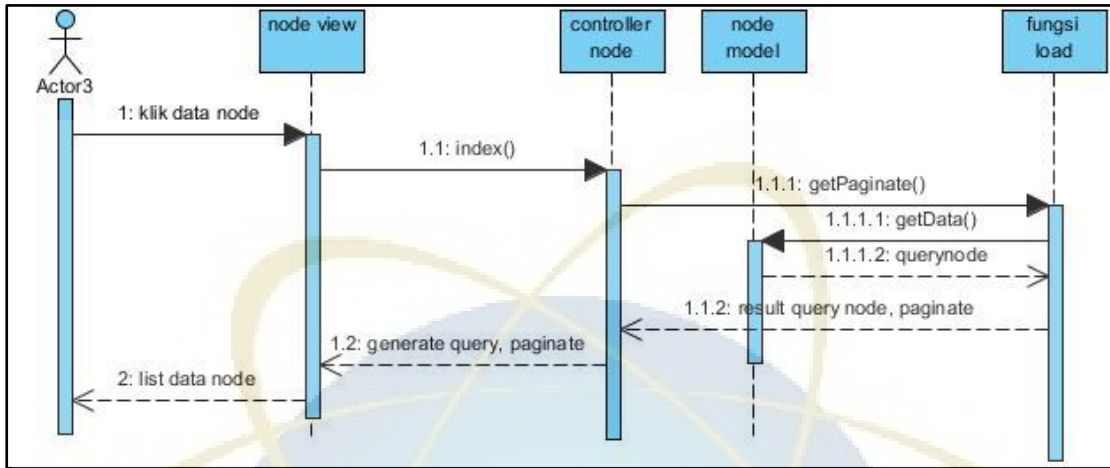 node view
controller
node
node
model
fungsi
load
Actor3
1: klik data node
1.1: index()
1.1.1: getPaginate()
1.1.1.1: getData()
1.1.1.2: querynode
1.1.2: result query node, paginate
1.2: generate query, paginate
2: list data node